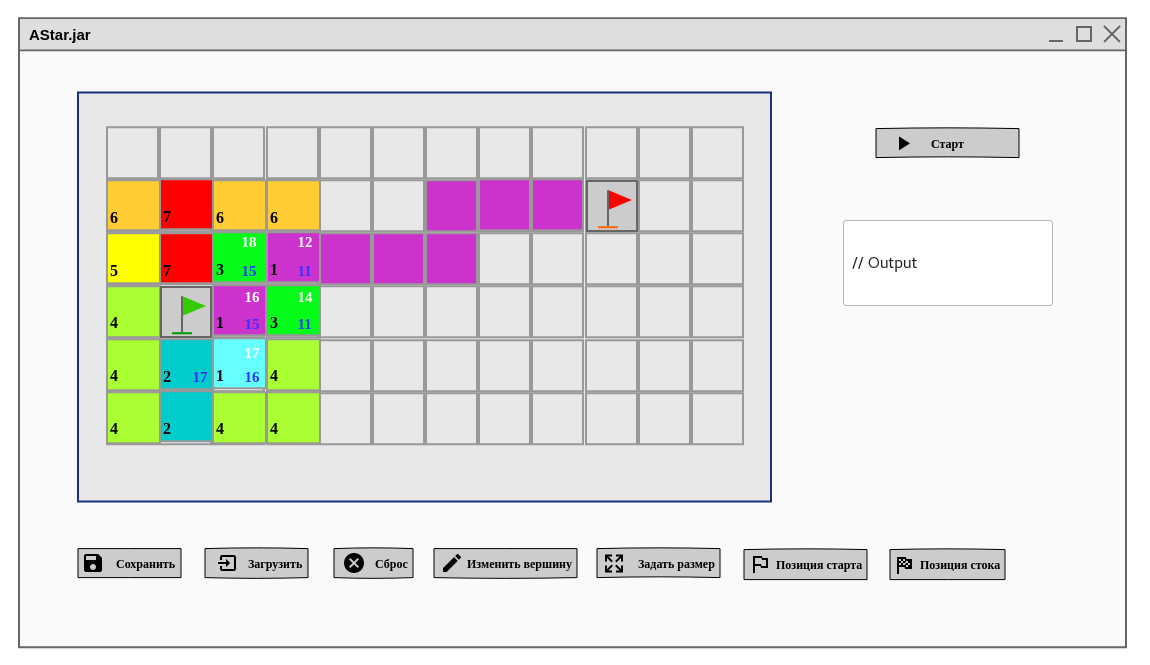 AStar.jar
Старт
6 7 6 6
18 12
5 7 3 15 1 11
// Output
16 14
4 1 15 3 11
17
4 2 17 1 16 4
4 2 4 4
Сохранить Загрузить Сброс Изменить вершину Задать размер Позиция старта Позиция стока